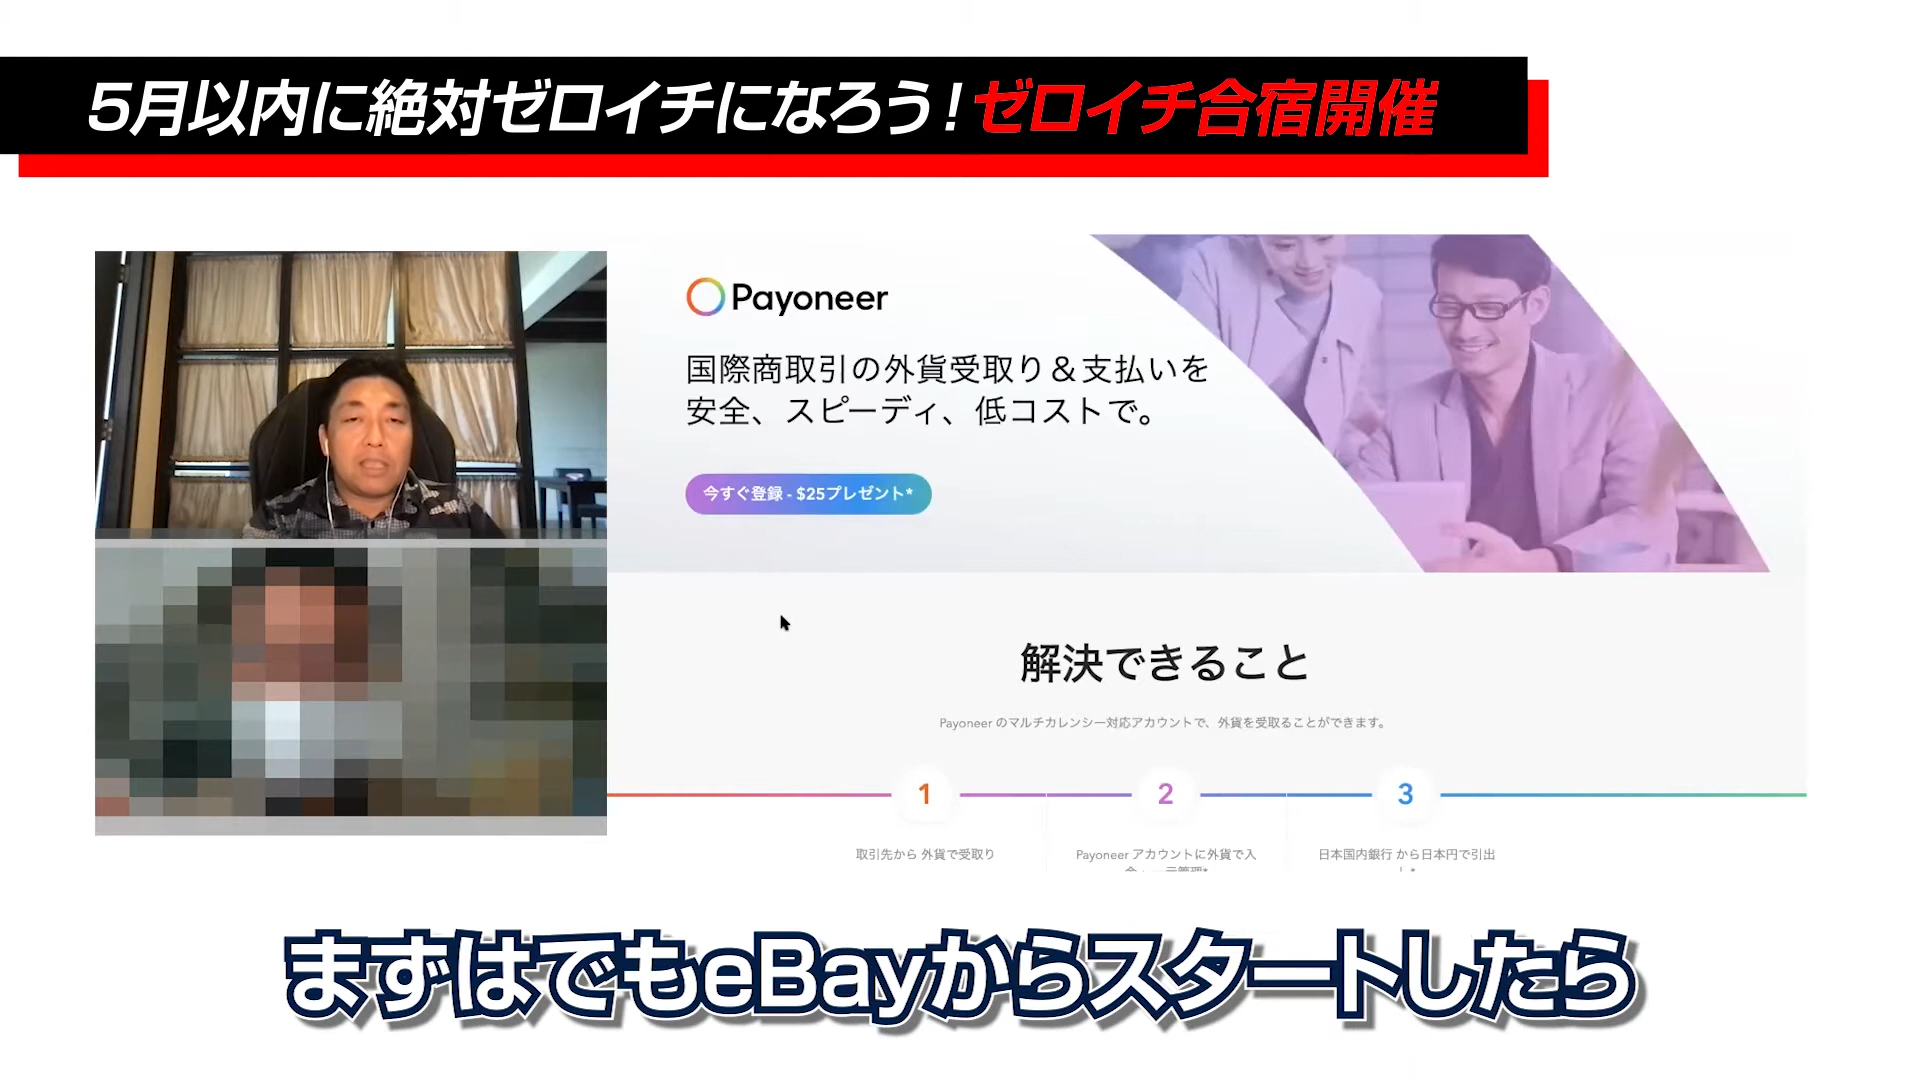 5月以内に絶対ゼロイチになろう！ゼロイチ合宿開催
Payoneer
国際商取引の外貨受取り＆支払いを
安全、スピーディ、低コストで。
今すぐ登録 - $25プレゼント*
解決できること
Payoneer のマルチカレンシー対応アカウントで、外貨を受取ることができます。
1
2
3
取引先から 外貨で受取り
Payoneer アカウントに外貨で入
日本国内銀行 から日本円で引出
まずはでもeBayからスタートしたら